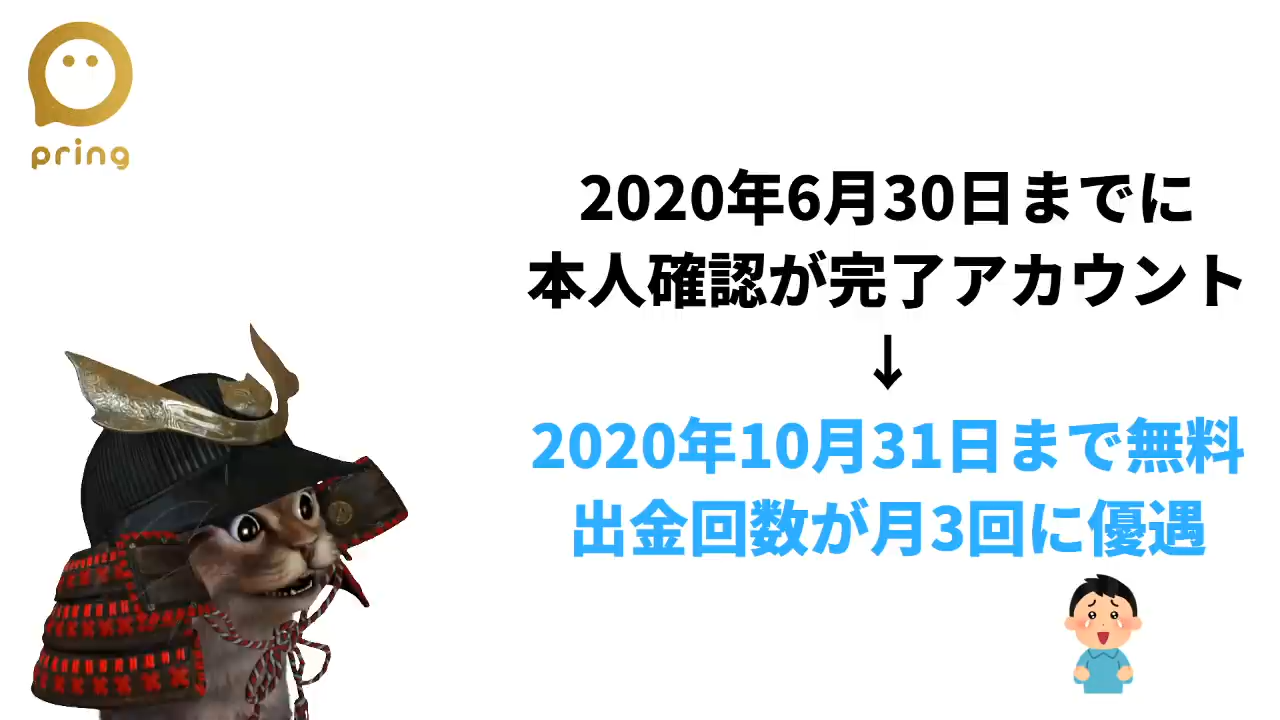 pring
2020年6月30日までに
本人確認が完了アカウント
↓
2020年10月31日まで無料
出金回数が月3回に優遇